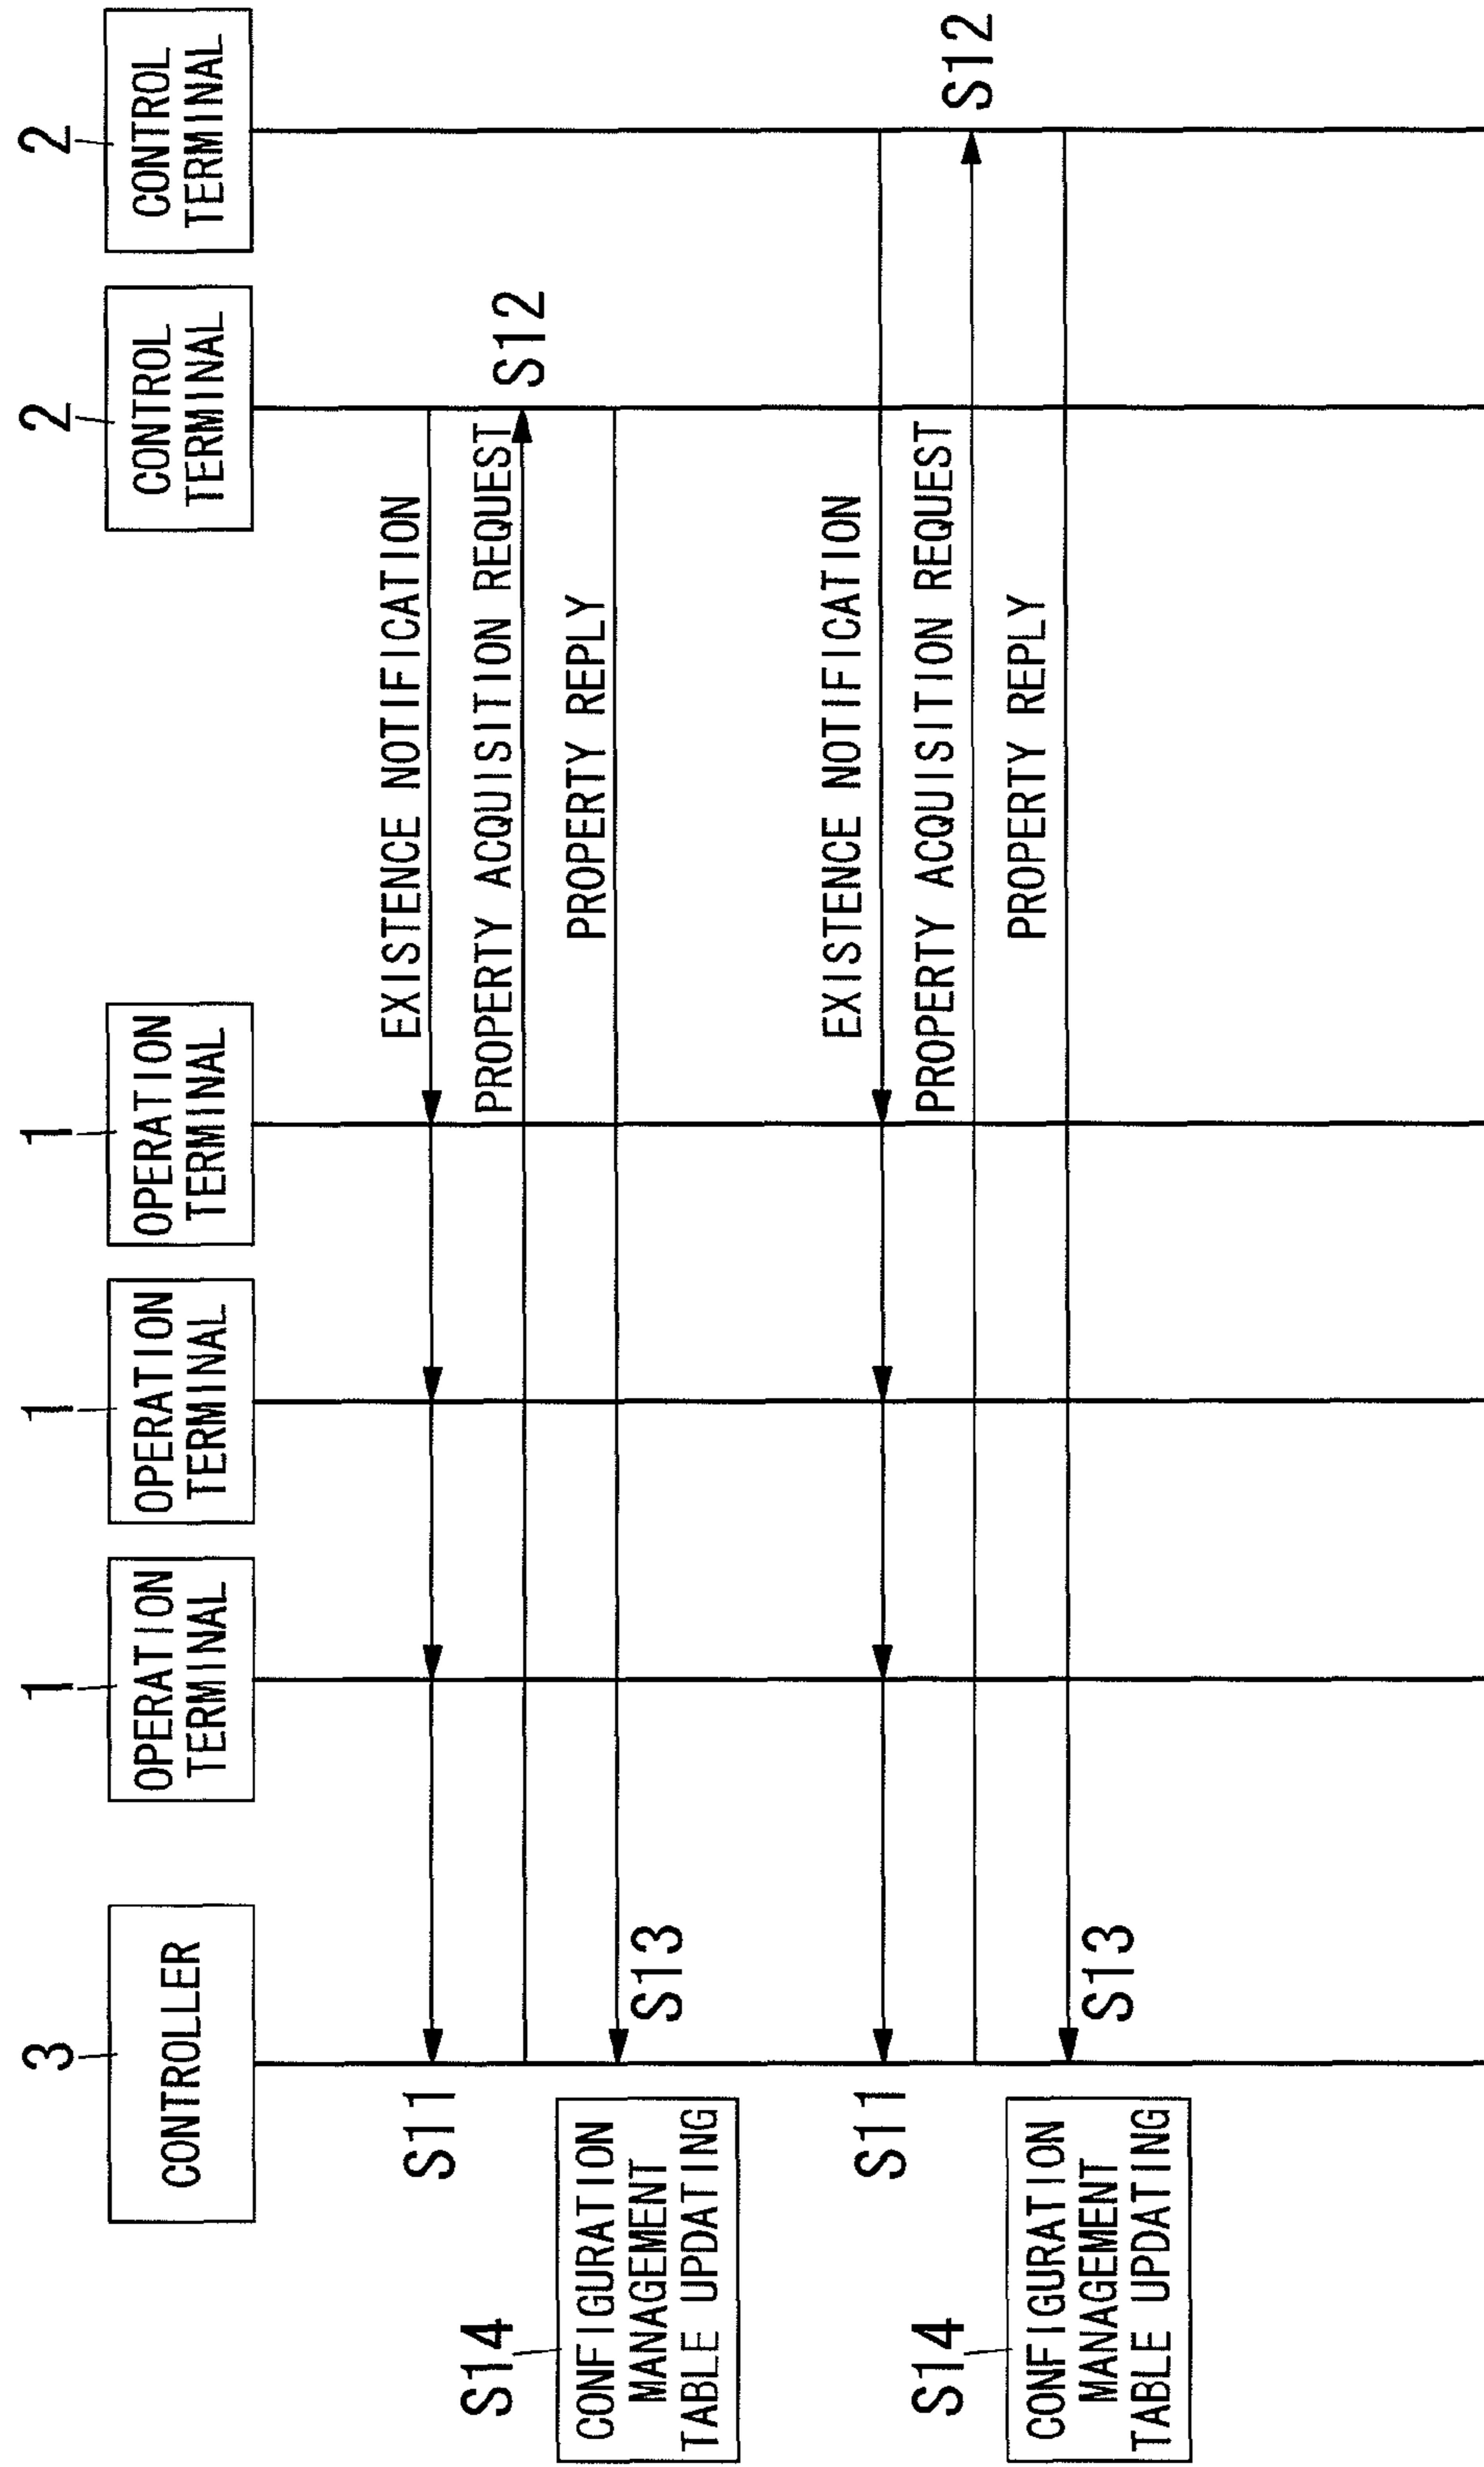 3
CONTROLLER
1
OPERATION
TERMINAL
1
OPERATION
TERMINAL
1
OPERATION
TERMINAL
2
CONTROL
TERMINAL
2
CONTROL
TERMINAL
EXISTENCE NOTIFICATION
S11
PROPERTY ACQUISITION REQUEST
S12
PROPERTY REPLY
S13
S14
CONFIGURATION
MANAGEMENT
TABLE UPDATING
EXISTENCE NOTIFICATION
S11
PROPERTY ACQUISITION REQUEST
S12
PROPERTY REPLY
S13
S14
CONFIGURATION
MANAGEMENT
TABLE UPDATING